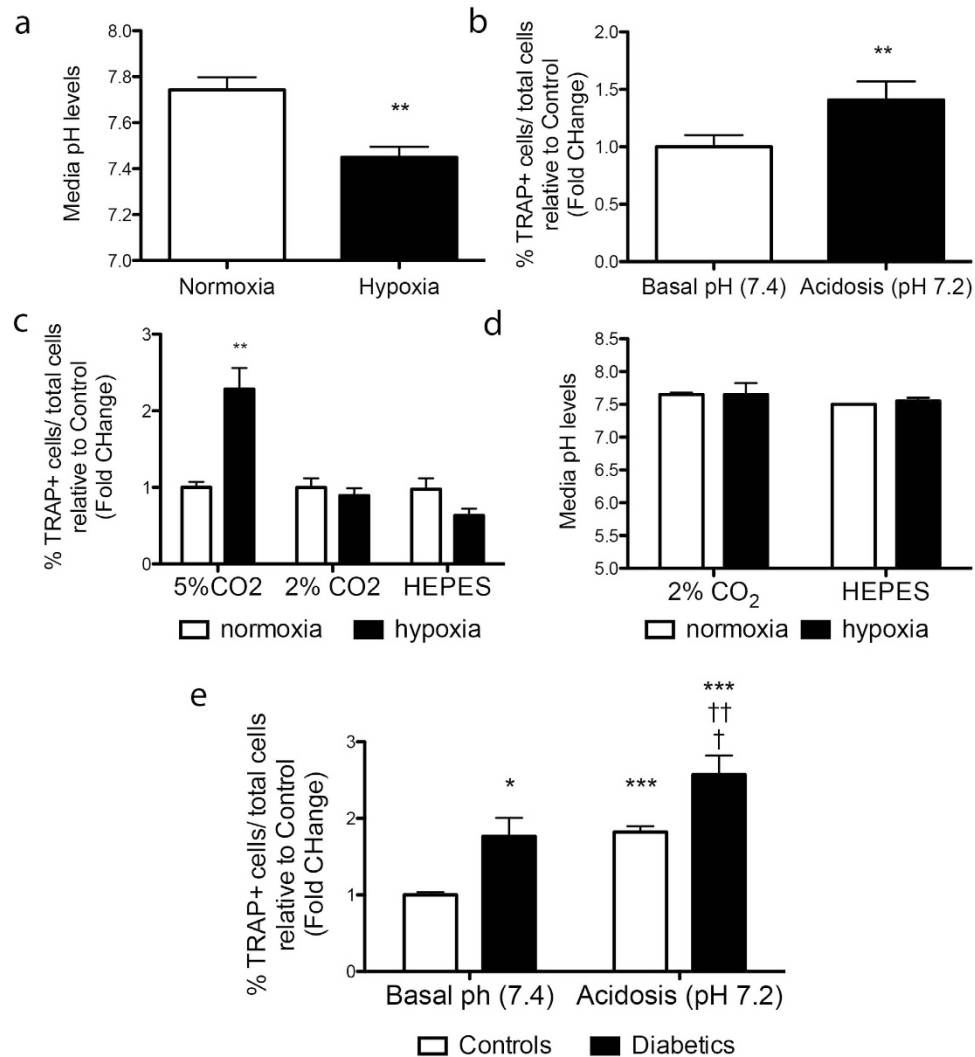 a
Media pH levels
8.0
7.8
7.6
7.4
7.2
7.0
**
Normoxia
Hypoxia
b
% TRAP+ cells/ total cells
relative to Control
(Fold CHange)
2.0
1.5
1.0
0.5
0.0
**
Basal pH (7.4)
Acidosis (pH 7.2)
c
% TRAP+ cells/ total cells
relative to Control
(Fold CHange)
3
2
1
0
**
5%CO2
2% CO2
HEPES
normoxia
hypoxia
d
Media pH levels
8.5
8.0
7.5
7.0
6.5
6.0
5.5
5.0
2% CO₂
HEPES
normoxia
hypoxia
e
% TRAP+ cells/ total cells
relative to Control
(Fold CHange)
3
2
1
0
*
***
***
††
†
Basal ph (7.4)
Acidosis (pH 7.2)
Controls
Diabetics